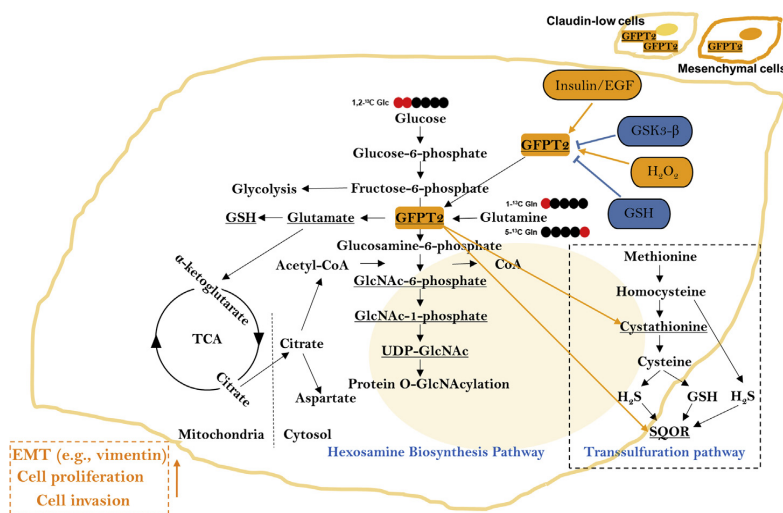 Claudin-low cells
GFPT2
GFPT2
GFPT2
Mesenchymal cells
Insulin/EGF
GSK3-β
GFPT2
H₂O₂
GSH
1,2-¹³C Glc
Glucose
Glucose-6-phosphate
Glycolysis
Fructose-6-phosphate
1-¹³C Gln
GSH
Glutamate
GFPT2
Glutamine
5-¹³C Gln
Glucosamine-6-phosphate
α-ketoglutarate
Acetyl-CoA
CoA
GlcNAc-6-phosphate
GlcNAc-1-phosphate
TCA
Citrate
UDP-GlcNAc
Citrate
Protein O-GlcNAcylation
Aspartate
Mitochondria
Cytosol
Hexosamine Biosynthesis Pathway
Methionine
Homocysteine
Cystathionine
Cysteine
H₂S
GSH
H₂S
SQOR
Transsulfuration pathway
EMT (e.g., vimentin)
Cell proliferation
Cell invasion